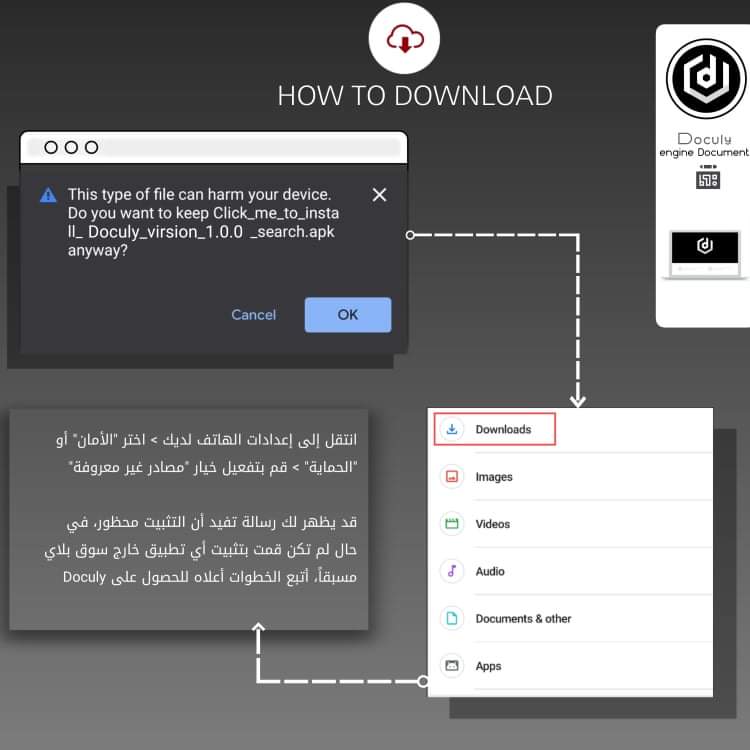 HOW TO DOWNLOAD
Doculy
engine Document
This type of file can harm your device.
Do you want to keep Click_me_to_insta
ll_ Doculy_virsion_1.0.0 _search.apk
anyway?
Cancel
OK
Downloads
Images
Videos
Audio
Documents & other
Apps
انتقل إلى إعدادات الهاتف لديك > اختر "الأمان" أو
"الحماية" > قم بتفعيل خيار "مصادر غير معروفة"
قد يظهر لك رسالة تفيد أن التثبيت محظور، في
حال لم تكن قمت بتثبيت أي تطبيق خارج سوق بلاي
مسبقاً، أتبع الخطوات أعلاه للحصول على Doculy